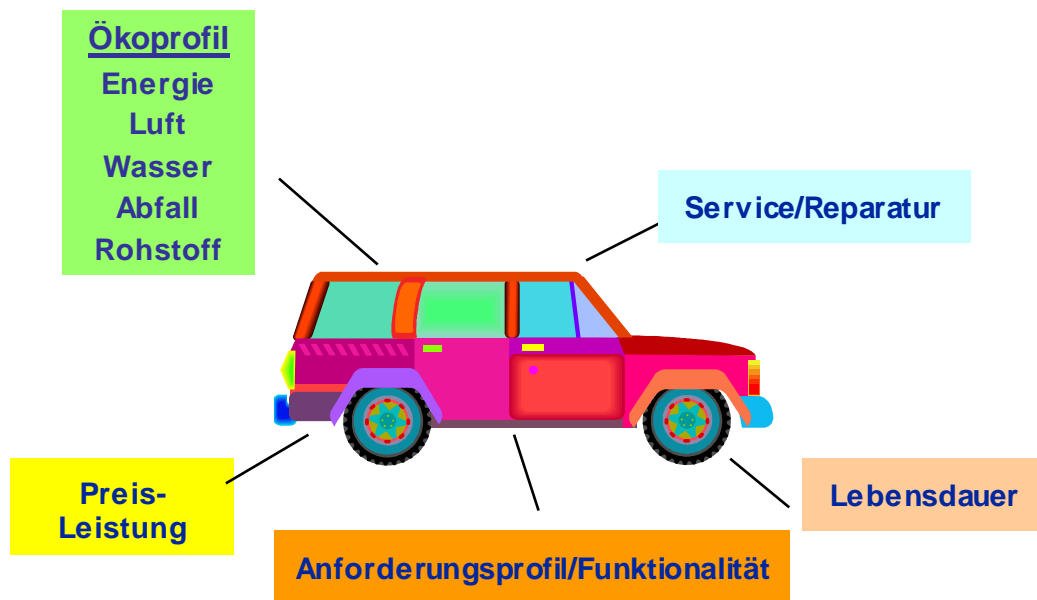 Ökoprofil
Energie
Luft
Wasser
Abfall
Rohstoff
Service/Reparatur
Preis-
Leistung
Lebensdauer
Anforderungsprofil/Funktionalität